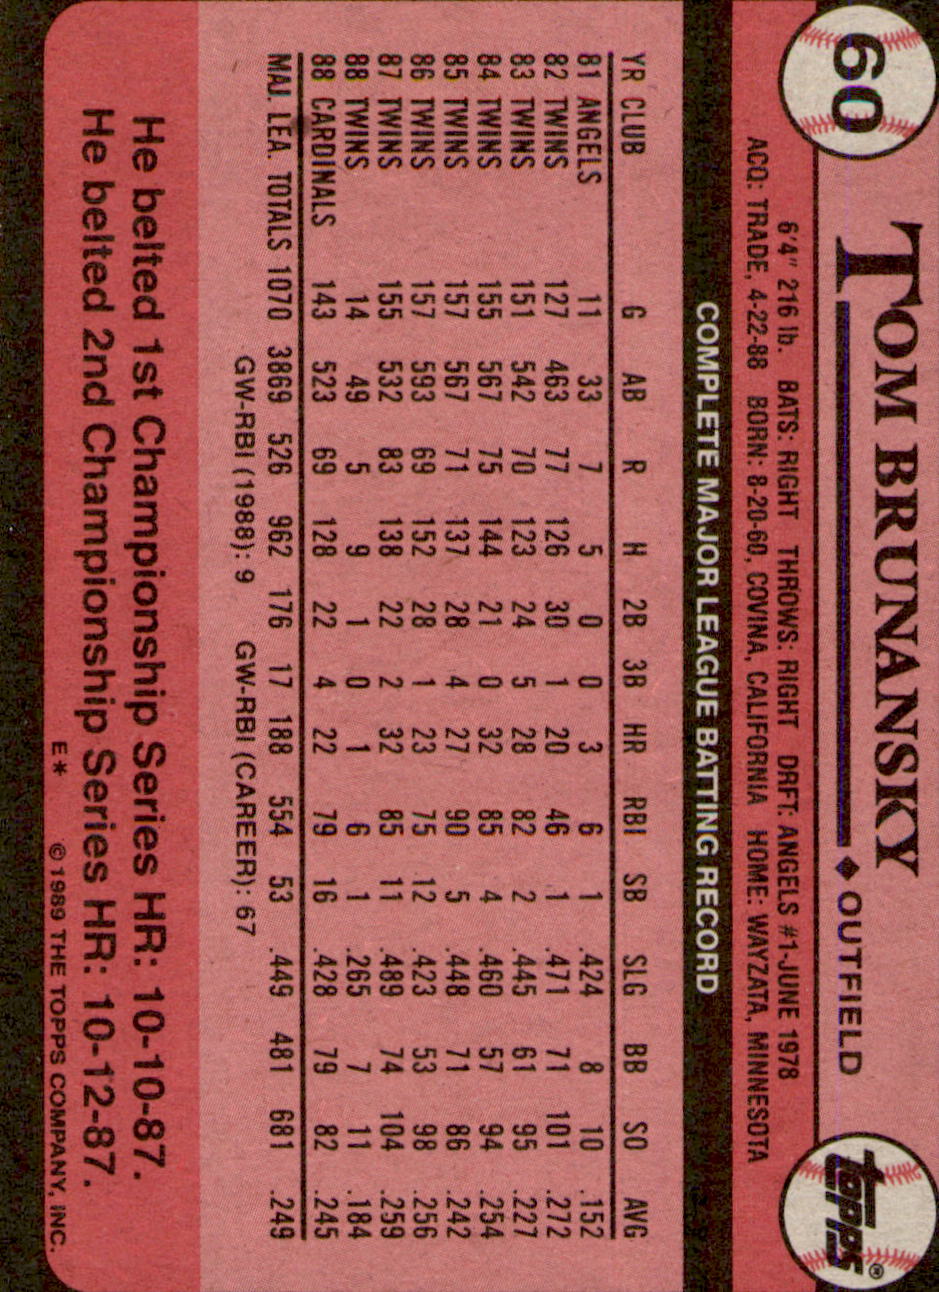 60
TOM BRUNANSKY ♦ OUTFIELD
topps®
6'4" 216 lb. BATS: RIGHT THROWS: RIGHT DRFT: ANGELS #1-JUNE 1978
ACQ: TRADE, 4-22-88 BORN: 8-20-60, COVINA, CALIFORNIA HOME: WAYZATA, MINNESOTA
COMPLETE MAJOR LEAGUE BATTING RECORD
YR CLUB G AB R H 2B 3B HR RBI SB SLG BB SO AVG
81 ANGELS 11 33 7 5 0 0 3 6 1 .424 8 10 .152
82 TWINS 127 463 77 126 30 1 20 46 1 .471 71 101 .272
83 TWINS 151 542 70 123 24 5 28 82 2 .445 61 95 .227
84 TWINS 155 567 75 144 21 0 32 85 4 .460 57 94 .254
85 TWINS 157 567 71 137 28 4 27 90 5 .448 71 86 .242
86 TWINS 157 593 69 152 28 1 23 75 12 .423 53 98 .256
87 TWINS 155 532 83 138 22 2 32 85 11 .489 74 104 .259
88 TWINS 14 49 5 9 1 0 1 6 1 .265 7 11 .184
88 CARDINALS 143 523 69 128 22 4 22 79 16 .428 79 82 .245
MAJ. LEA. TOTALS 1070 3869 526 962 176 17 188 554 53 .449 481 681 .249
GW-RBI (1988): 9 GW-RBI (CAREER): 67
He belted 1st Championship Series HR: 10-10-87.
He belted 2nd Championship Series HR: 10-12-87.
E* © 1989 THE TOPPS COMPANY, INC.